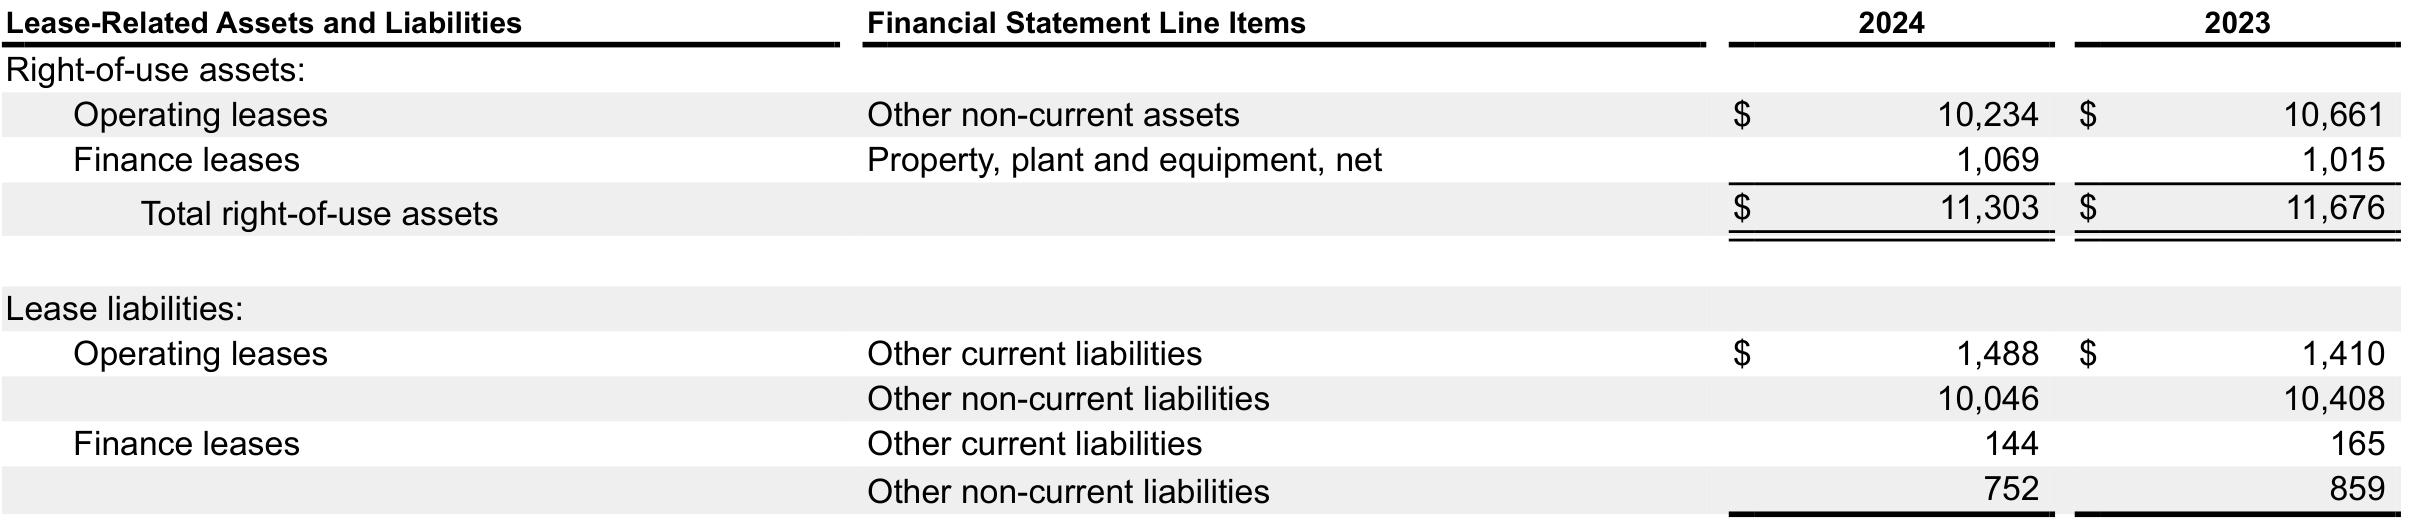 Lease-Related Assets and Liabilities Financial Statement Line Items 2024 2023
Right-of-use assets:
Operating leases Other non-current assets $ 10,234 $ 10,661
Finance leases Property, plant and equipment, net 1,069 1,015
Total right-of-use assets $ 11,303 $ 11,676
Lease liabilities:
Operating leases Other current liabilities $ 1,488 $ 1,410
Other non-current liabilities 10,046 10,408
Finance leases Other current liabilities 144 165
Other non-current liabilities 752 859